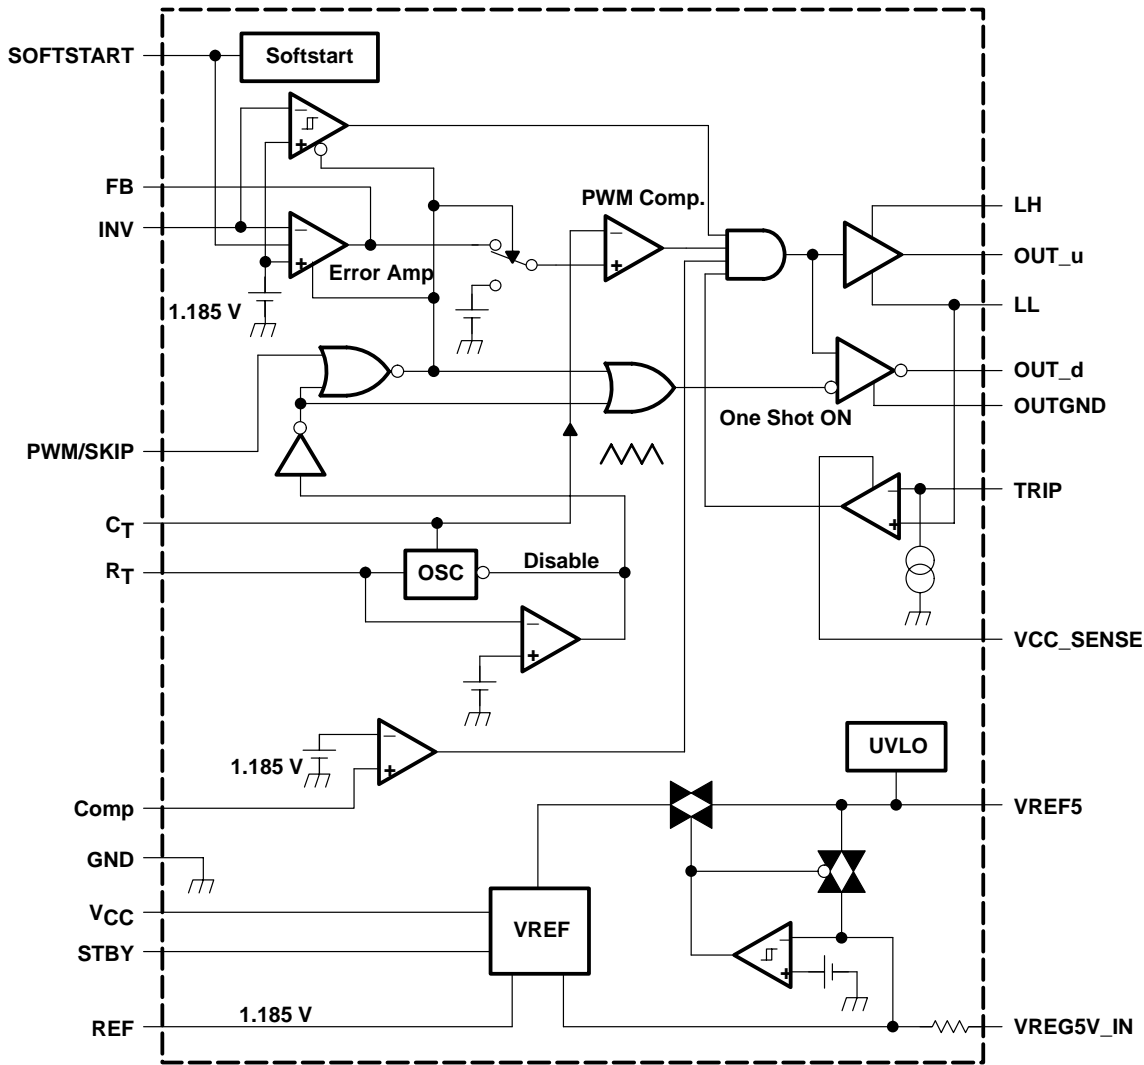 SOFTSTART
Softstart
FB
PWM Comp.
LH
INV
OUT_u
Error Amp
1.185 V
LL
OUT_d
OUTGND
One Shot ON
PWM/SKIP
TRIP
CT
Disable
RT
OSC
VCC_SENSE
UVLO
1.185 V
Comp
VREF5
GND
VCC
VREF
STBY
1.185 V
REF
VREG5V_IN